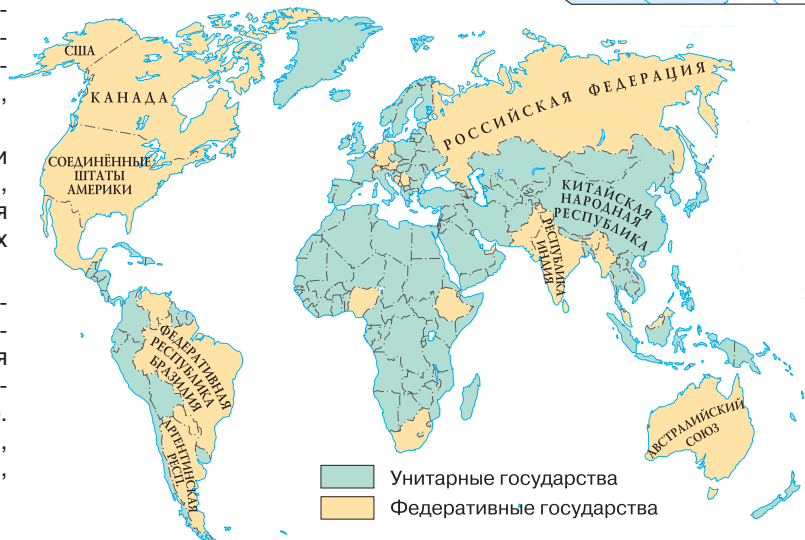 США
КАНАДА
СОЕДИНЁННЫЕ
ШТАТЫ
АМЕРИКИ
РОССИЙСКАЯ ФЕДЕРАЦИЯ
КИТАЙСКАЯ
НАРОДНАЯ
РЕСПУБЛИКА
РЕСПУБЛИКА
ИНДИЯ
ФЕДЕРАТИВНАЯ
РЕСПУБЛИКА
БРАЗИЛИЯ
АРГЕНТИНСКАЯ
РЕСП.
АВСТРАЛИЙСКИЙ
СОЮЗ
Унитарные государства
Федеративные государства